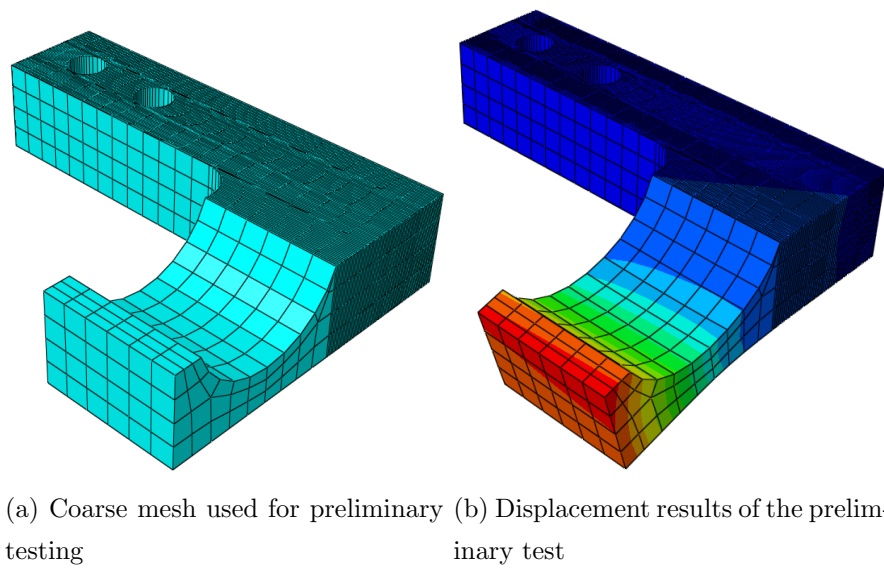 (a) Coarse mesh used for preliminary
testing
(b) Displacement results of the prelim-
inary test